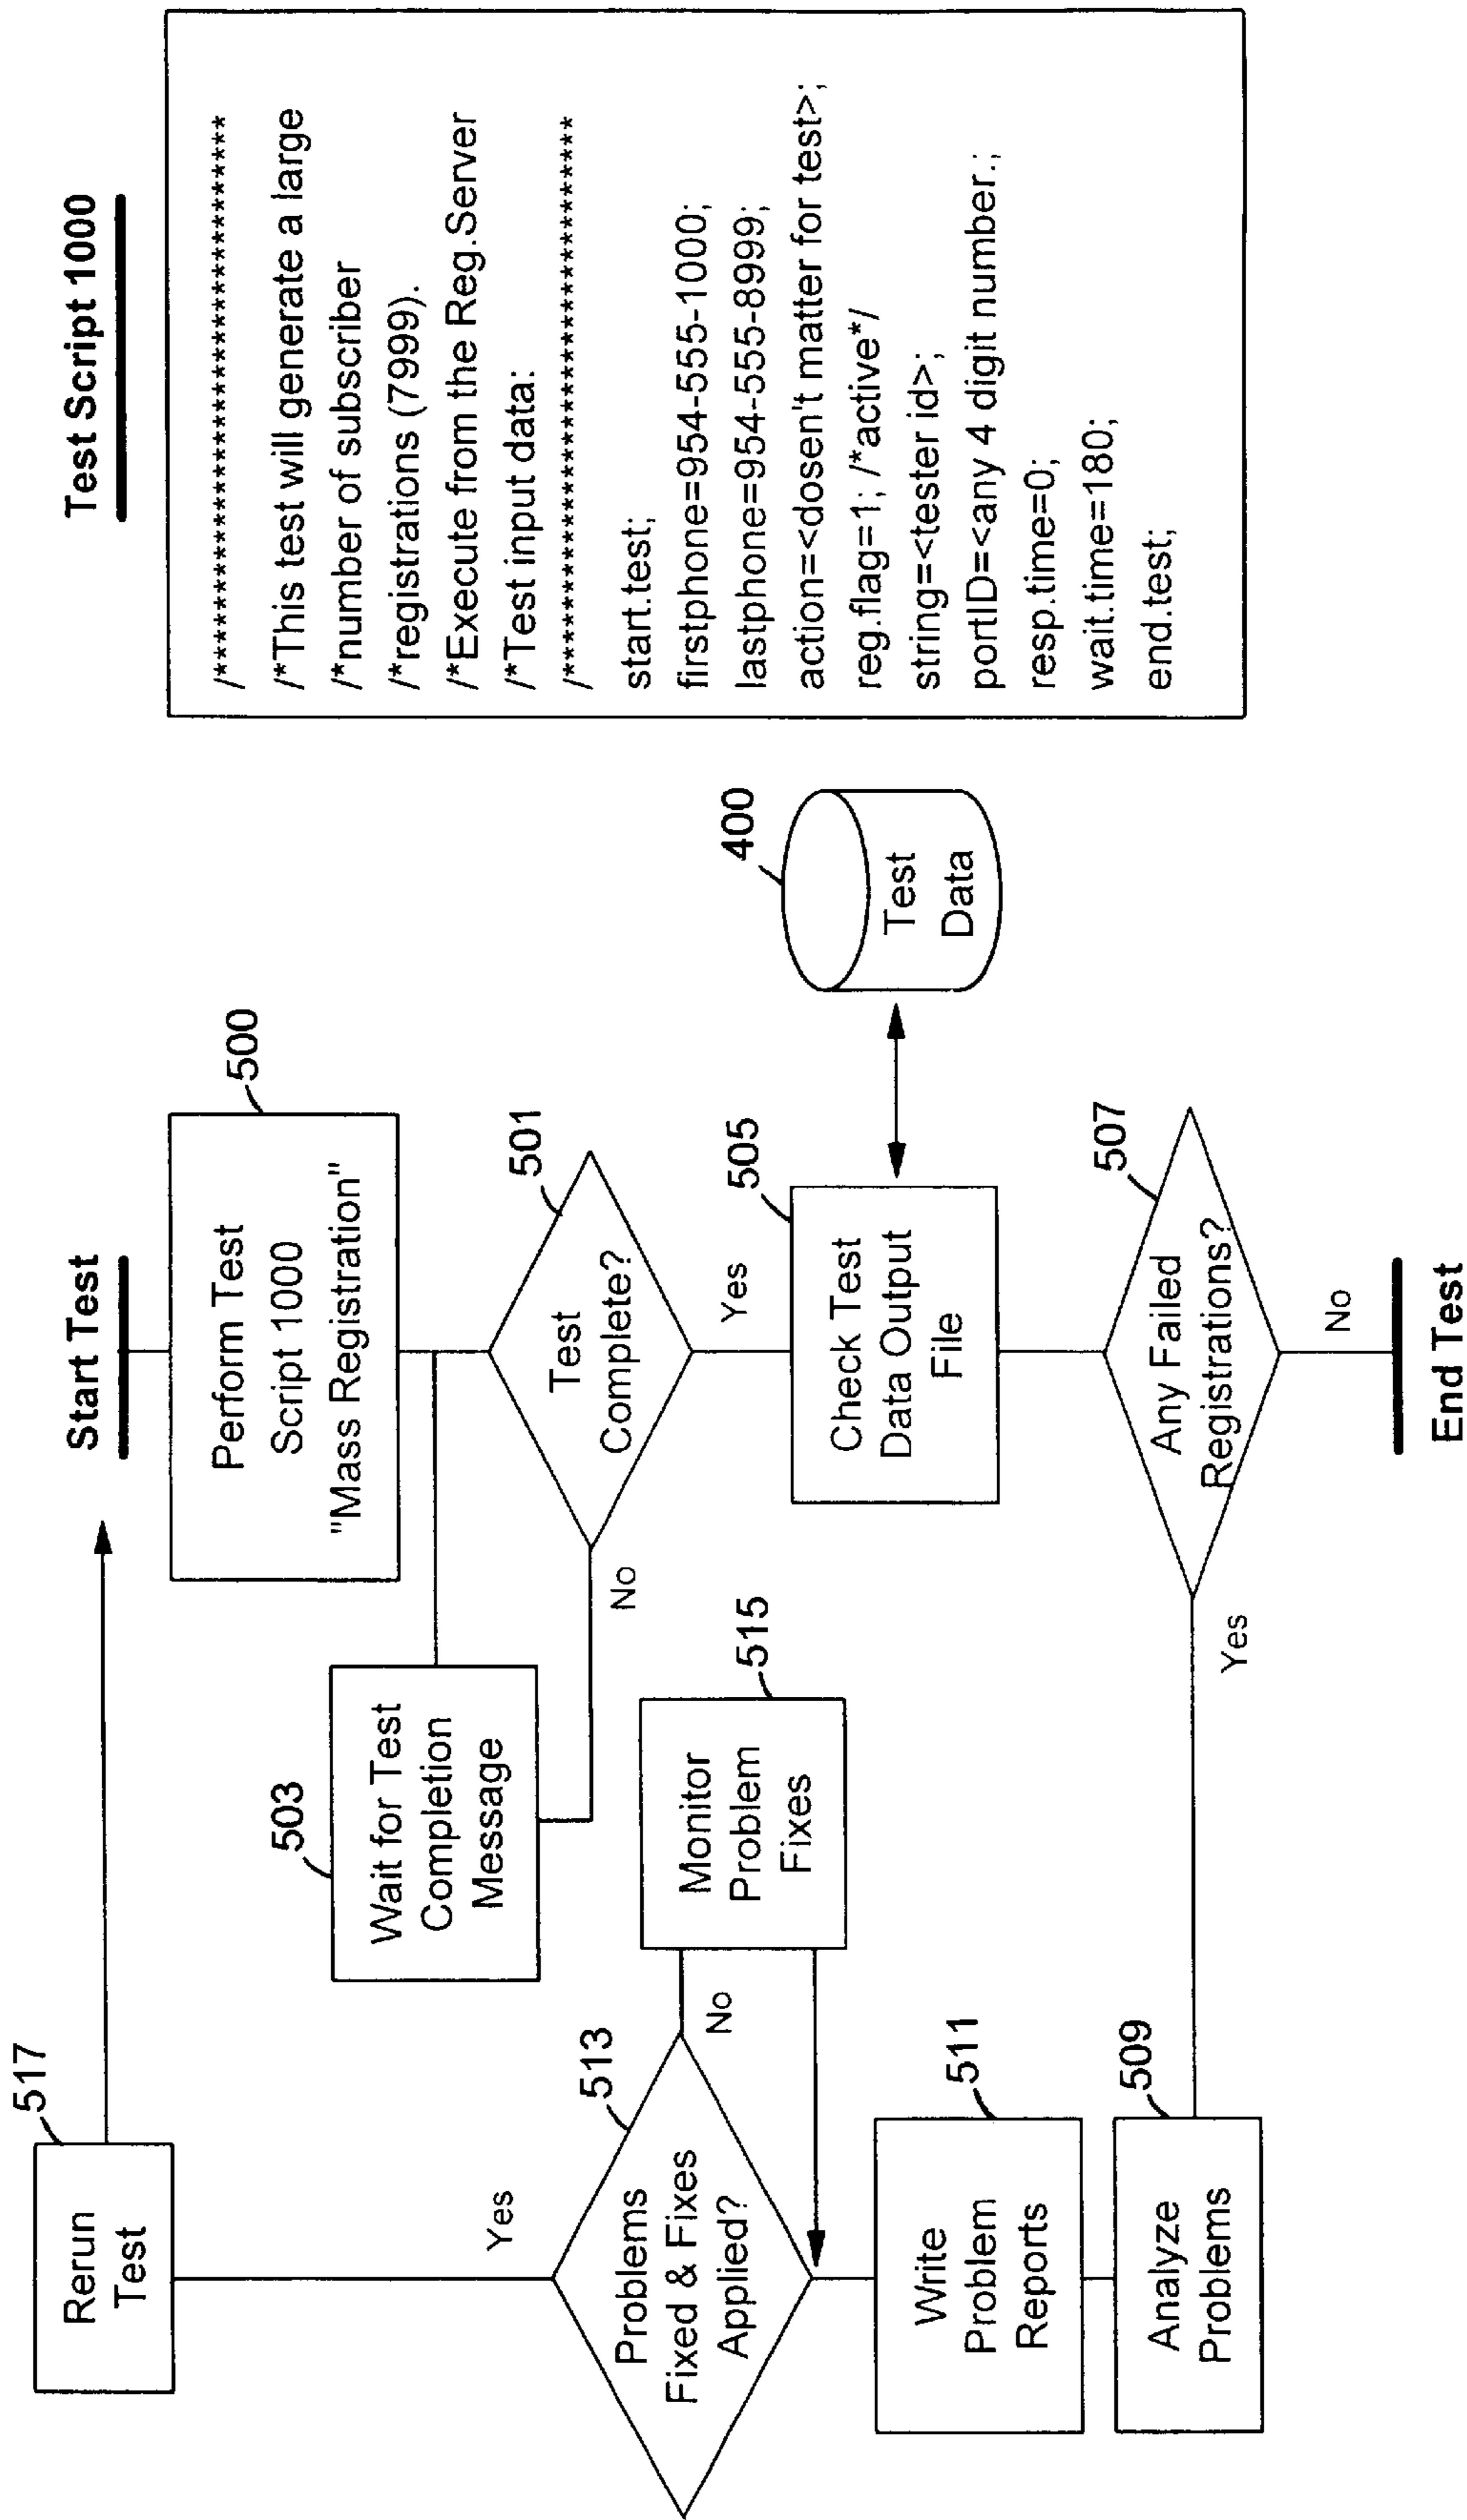 Start Test
500
Perform Test
Script 1000
"Mass Registration"
501
Test
Complete?
No
Yes
503
Wait for Test
Completion
Message
505
Check Test
Data Output
File
400
Test
Data
507
Any Failed
Registrations?
Yes
No
End Test
509
Analyze
Problems
511
Write
Problem
Reports
513
Problems
Fixed & Fixes
Applied?
No
Yes
515
Monitor
Problem
Fixes
517
Rerun
Test
Test Script 1000
/*******************************
/*This test will generate a large
/*number of subscriber
/*registrations (7999).
/*Execute from the Reg.Server
/*Test input data:
/*******************************
start.test;
firstphone=954-555-1000;
lastphone=954-555-8999;
action=<dosen't matter for test>;
reg.flag=1; /*active*/
string=<tester id>;
portID=<any 4 digit number.;
resp.time=0;
wait.time=180;
end.test;